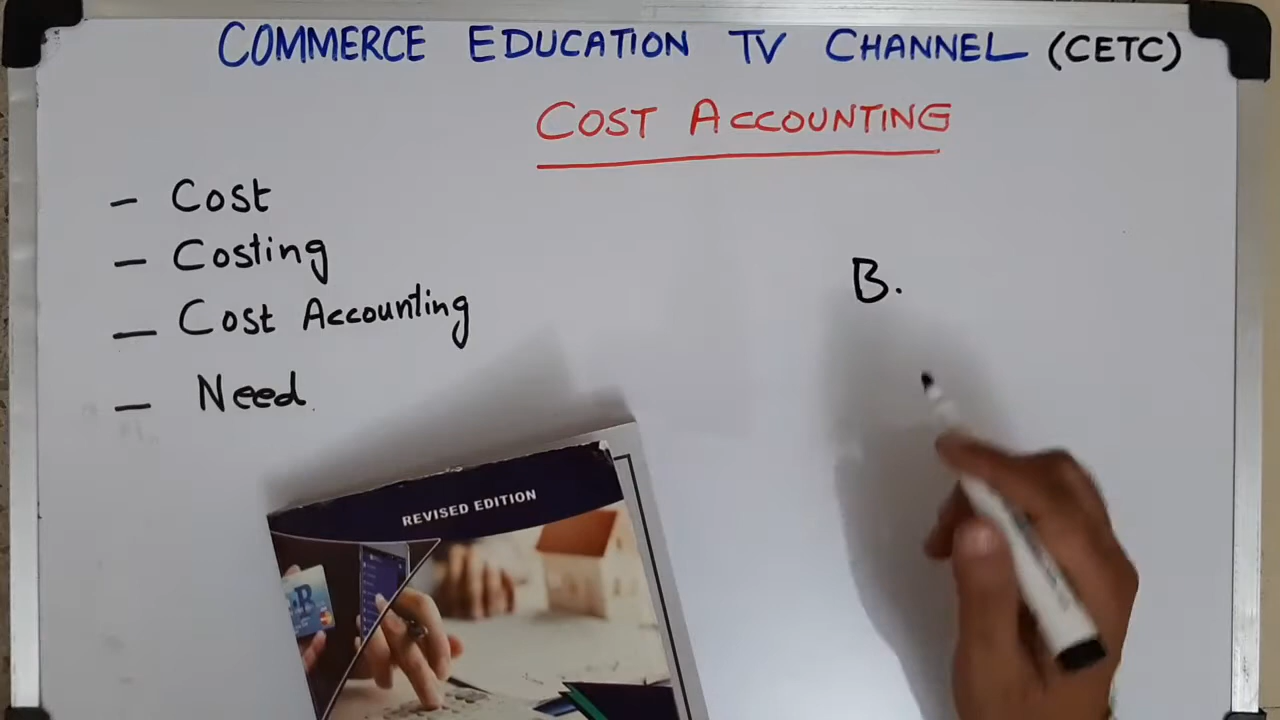 COMMERCE EDUCATION TV CHANNEL (CETC)
COST ACCOUNTING
– Cost
– Costing
– Cost Accounting
– Need
B.
REVISED EDITION